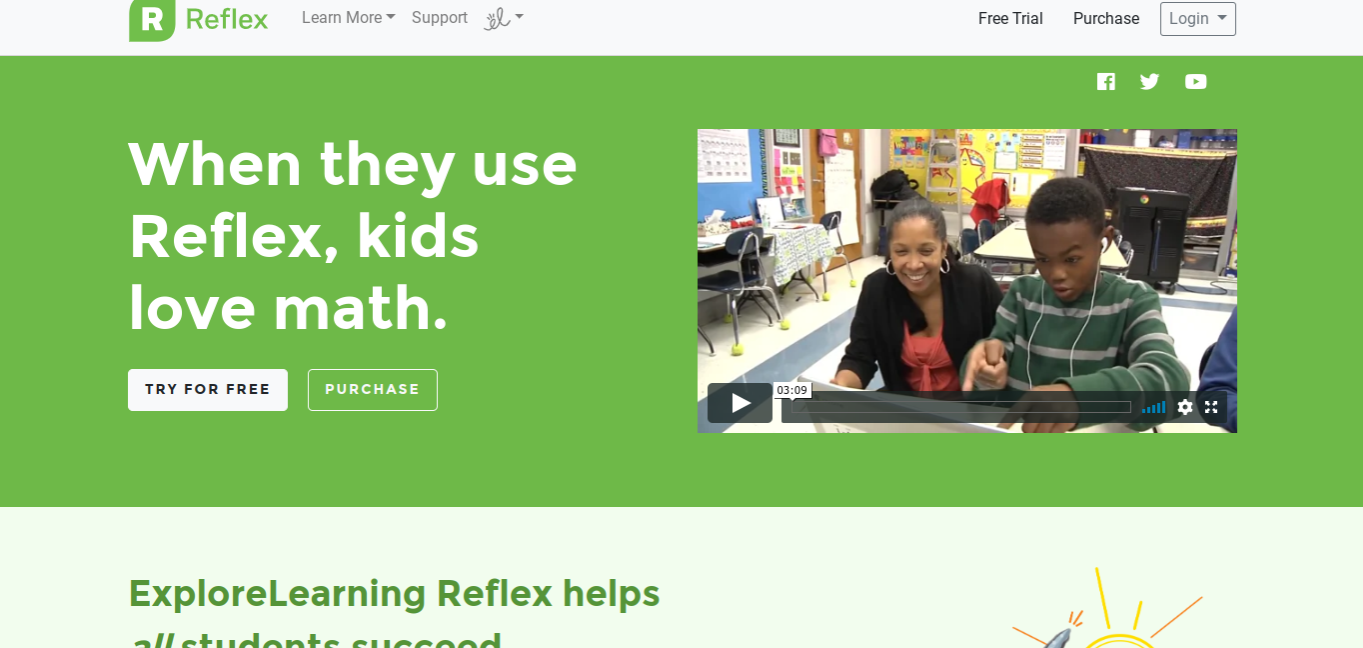 R Reflex Learn More Support Free Trial Purchase Login
When they use
Reflex, kids
love math.
TRY FOR FREE PURCHASE
03:09
ExploreLearning Reflex helps
all students succeed